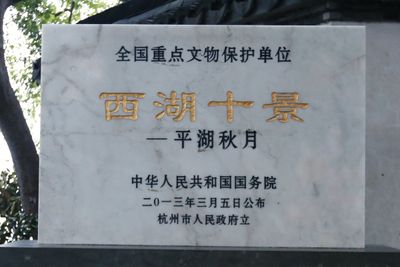 全国重点文物保护单位
西湖十景
—平湖秋月
中华人民共和国国务院
二〇一三年三月五日公布
杭州市人民政府立